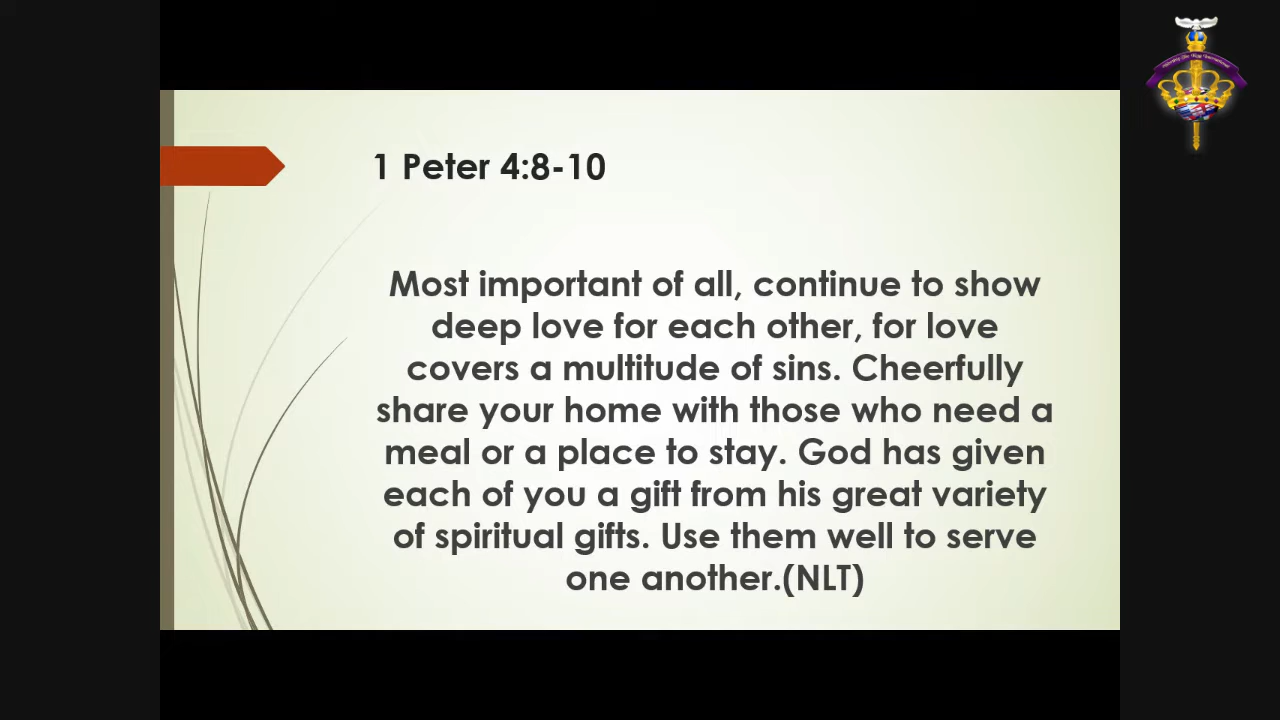 1 Peter 4:8-10
Most important of all, continue to show
deep love for each other, for love
covers a multitude of sins. Cheerfully
share your home with those who need a
meal or a place to stay. God has given
each of you a gift from his great variety
of spiritual gifts. Use them well to serve
one another.(NLT)